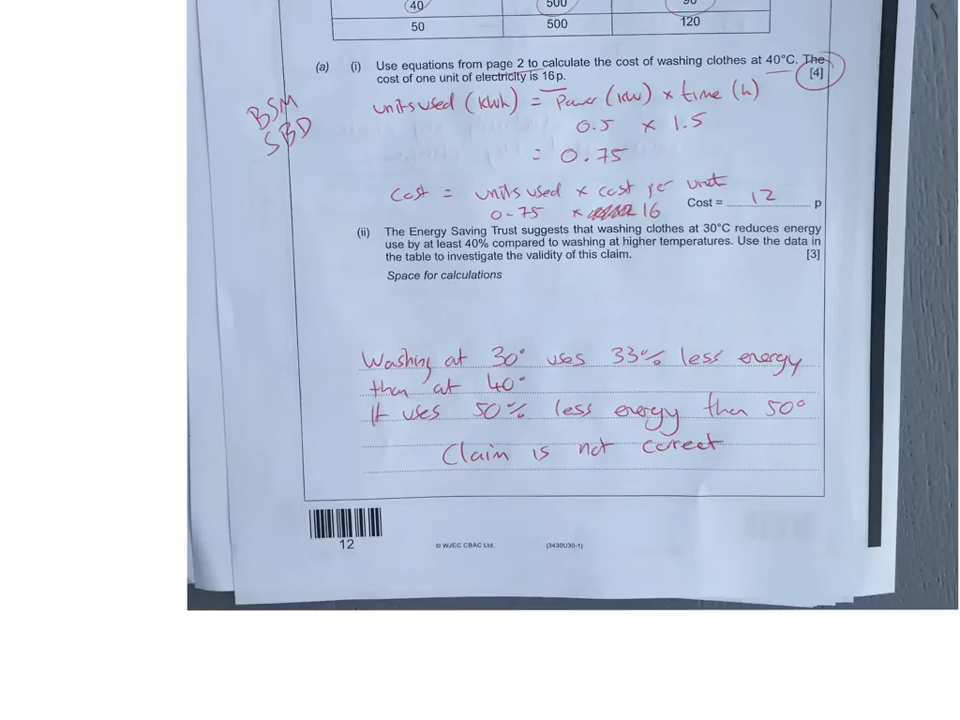 40 500 90
50 500 120
(a) (i) Use equations from page 2 to calculate the cost of washing clothes at 40°C. The
cost of one unit of electricity is 16p. [4]
BSM
SBD
units used (kWh) = Power (kW) × time (h)
0.5 × 1.5
= 0.75
Cost = units used × cost per unit
0.75 × 16
Cost = 12 p
(ii) The Energy Saving Trust suggests that washing clothes at 30°C reduces energy
use by at least 40% compared to washing at higher temperatures. Use the data in
the table to investigate the validity of this claim. [3]
Space for calculations
Washing at 30° uses 33% less energy
then at 40°
It uses 50% less energy then 50°
Claim is not correct
12
© WJEC CBAC Ltd. (3430U30-1)